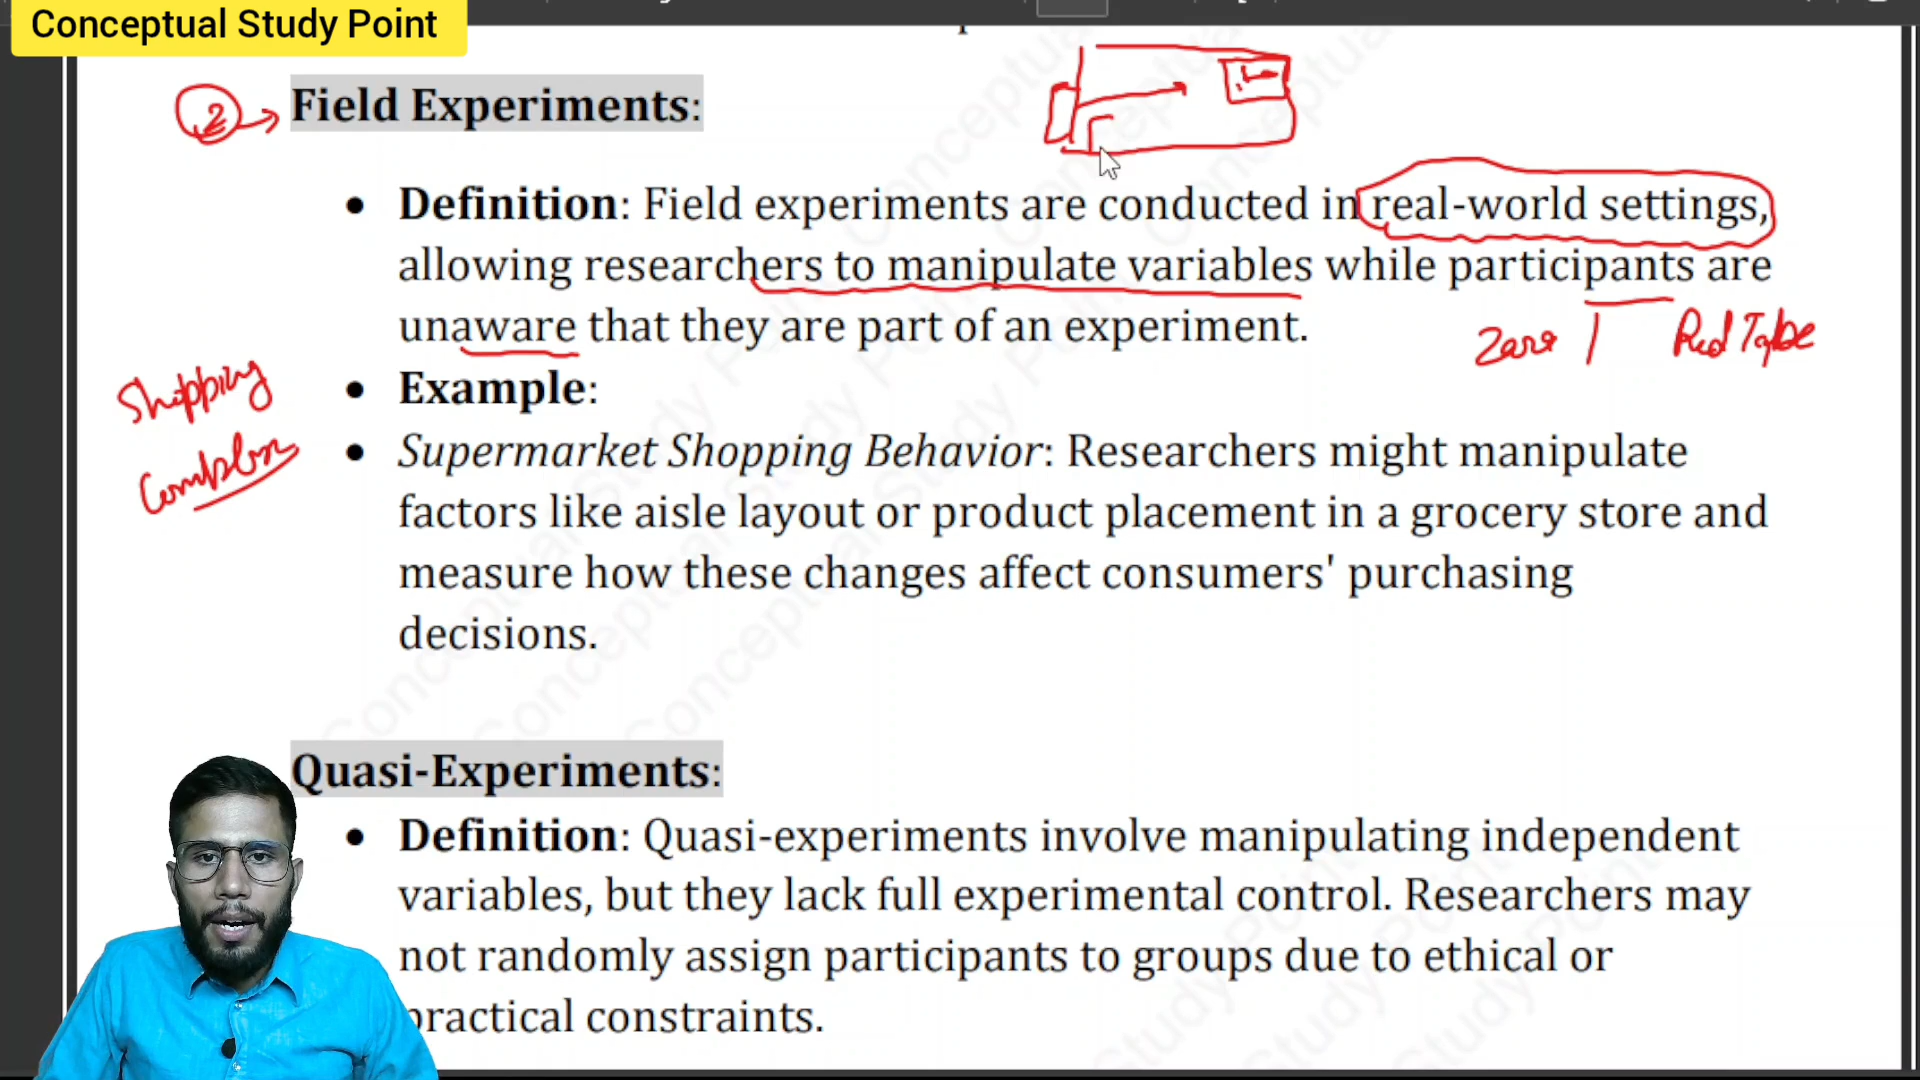 Conceptual Study Point
2
Field Experiments:
• Definition: Field experiments are conducted in real-world settings,
allowing researchers to manipulate variables while participants are
unaware that they are part of an experiment.
Red
Shopping
• Example:
• Supermarket Shopping Behavior: Researchers might manipulate
factors like aisle layout or product placement in a grocery store and
measure how these changes affect consumers' purchasing
decisions.
Quasi-Experiments:
• Definition: Quasi-experiments involve manipulating independent
variables, but they lack full experimental control. Researchers may
not randomly assign participants to groups due to ethical or
practical constraints.